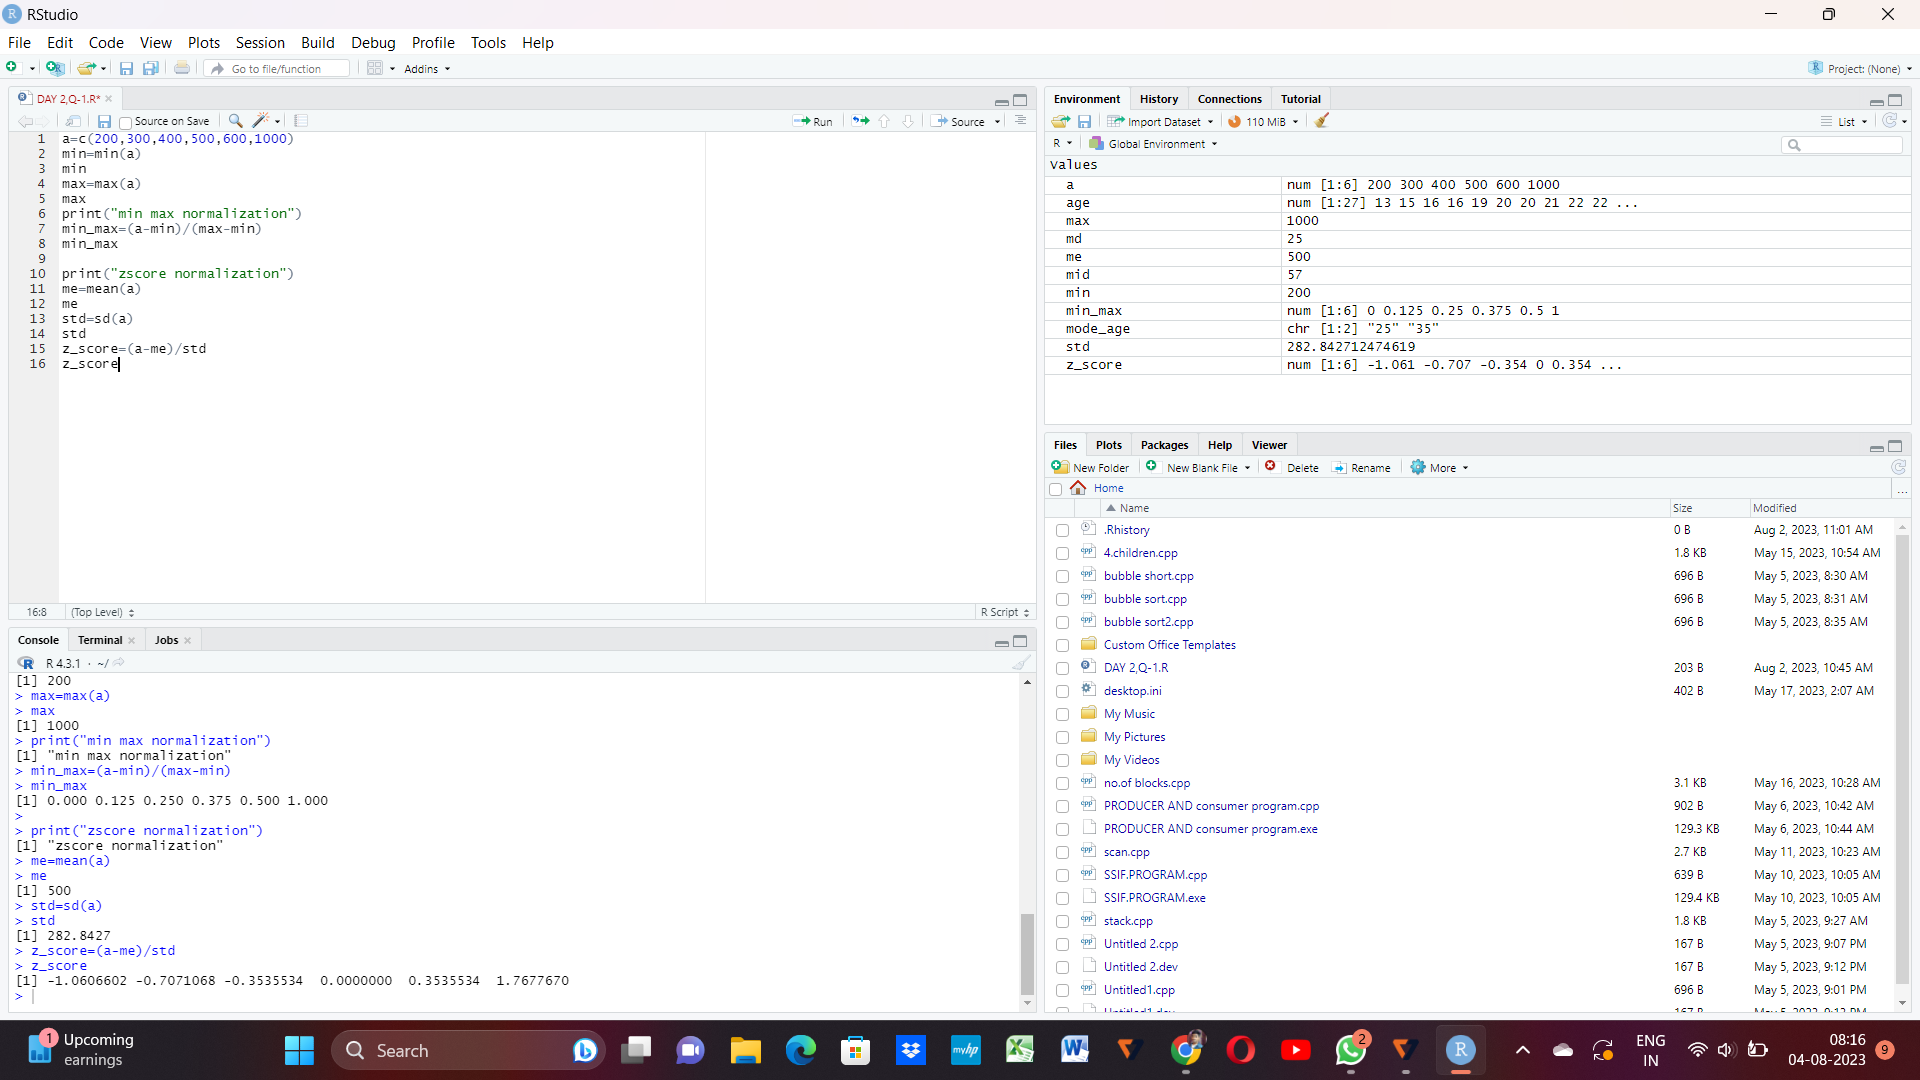 RStudio
File Edit Code View Plots Session Build Debug Profile Tools Help
Go to file/function Addins Project: (None)
DAY 2,Q-1.R*
Source on Save Run Source
1 a=c(200,300,400,500,600,1000)
2 min=min(a)
3 min
4 max=max(a)
5 max
6 print("min max normalization")
7 min_max=(a-min)/(max-min)
8 min_max
9
10 print("zscore normalization")
11 me=mean(a)
12 me
13 std=sd(a)
14 std
15 z_score=(a-me)/std
16 z_score
16:8 (Top Level) R Script
Console Terminal Jobs
R 4.3.1 · ~/
[1] 200
> max=max(a)
> max
[1] 1000
> print("min max normalization")
[1] "min max normalization"
> min_max=(a-min)/(max-min)
> min_max
[1] 0.000 0.125 0.250 0.375 0.500 1.000
>
> print("zscore normalization")
[1] "zscore normalization"
> me=mean(a)
> me
[1] 500
> std=sd(a)
> std
[1] 282.8427
> z_score=(a-me)/std
> z_score
[1] -1.0606602 -0.7071068 -0.3535534 0.0000000 0.3535534 1.7677670
>
Environment History Connections Tutorial
Import Dataset 110 MiB List
R Global Environment
Values
a num [1:6] 200 300 400 500 600 1000
age num [1:27] 13 15 16 16 19 20 20 21 22 22 ...
max 1000
md 25
me 500
mid 57
min 200
min_max num [1:6] 0 0.125 0.25 0.375 0.5 1
mode_age chr [1:2] "25" "35"
std 282.842712474619
z_score num [1:6] -1.061 -0.707 -0.354 0 0.354 ...
Files Plots Packages Help Viewer
New Folder New Blank File Delete Rename More
Home ...
Name Size Modified
.Rhistory 0 B Aug 2, 2023, 11:01 AM
4.children.cpp 1.8 KB May 15, 2023, 10:54 AM
bubble short.cpp 696 B May 5, 2023, 8:30 AM
bubble sort.cpp 696 B May 5, 2023, 8:31 AM
bubble sort2.cpp 696 B May 5, 2023, 8:35 AM
Custom Office Templates
DAY 2,Q-1.R 203 B Aug 2, 2023, 10:45 AM
desktop.ini 402 B May 17, 2023, 2:07 AM
My Music
My Pictures
My Videos
no.of blocks.cpp 3.1 KB May 16, 2023, 10:28 AM
PRODUCER AND consumer program.cpp 902 B May 6, 2023, 10:42 AM
PRODUCER AND consumer program.exe 129.3 KB May 6, 2023, 10:44 AM
scan.cpp 2.7 KB May 11, 2023, 10:23 AM
SSIF.PROGRAM.cpp 639 B May 10, 2023, 10:05 AM
SSIF.PROGRAM.exe 129.4 KB May 10, 2023, 10:05 AM
stack.cpp 1.8 KB May 5, 2023, 9:27 AM
Untitled 2.cpp 167 B May 5, 2023, 9:07 PM
Untitled 2.dev 167 B May 5, 2023, 9:12 PM
Untitled1.cpp 696 B May 5, 2023, 9:01 PM
1 Upcoming
earnings
Search myhp 2
ENG
IN
08:16
04-08-2023 9